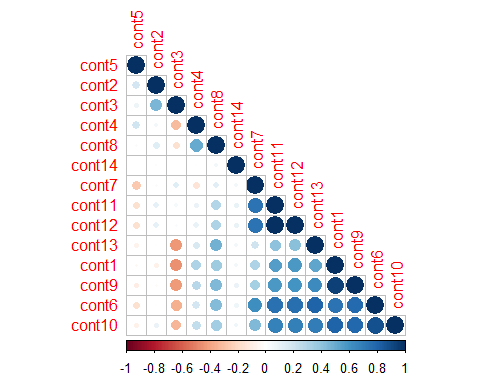 cont5
cont2
cont3
cont4
cont8
cont14
cont7
cont11
cont12
cont13
cont1
cont9
cont6
cont10
cont5
cont2
cont3
cont4
cont8
cont14
cont7
cont11
cont12
cont13
cont1
cont9
cont6
cont10
-1 -0.8 -0.6 -0.4 -0.2 0 0.2 0.4 0.6 0.8 1